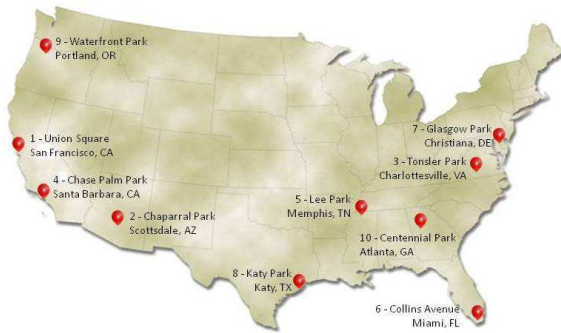 9 - Waterfront Park
Portland, OR
1 - Union Square
San Francisco, CA
4 - Chase Palm Park
Santa Barbara, CA
2 - Chaparral Park
Scottsdale, AZ
7 - Glasgow Park
Christiana, DE
3 - Tonsler Park
Charlottesville, VA
5 - Lee Park
Memphis, TN
10 - Centennial Park
Atlanta, GA
8 - Katy Park
Katy, TX
6 - Collins Avenue
Miami, FL